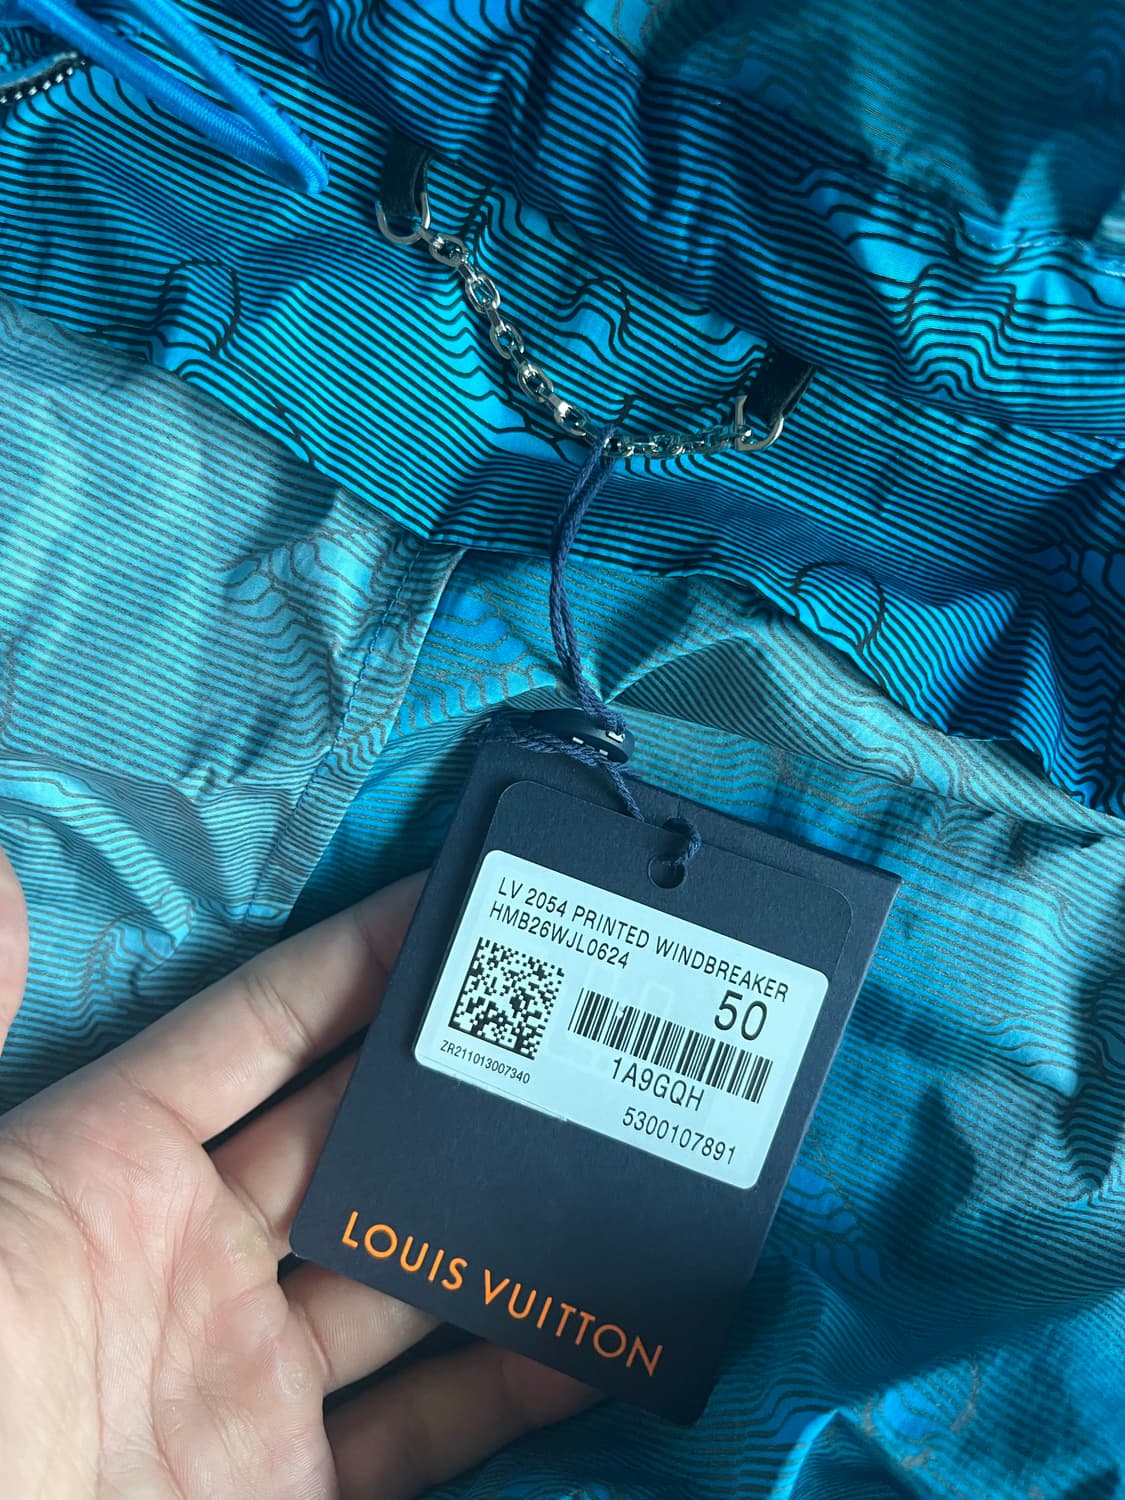 LV 2054 PRINTED WINDBREAKER
HMB26WJL0624
50
1A9GQH
ZR211013007340
5300107891
LOUIS VUITTON